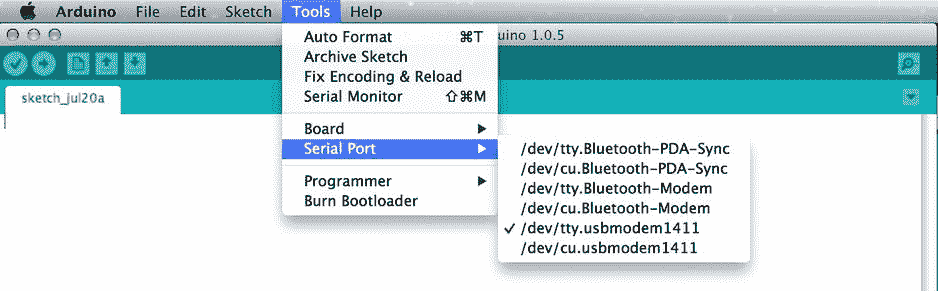 Arduino File Edit Sketch Tools Help
uino 1.0.5
sketch_jul20a
Auto Format ⌘T
Archive Sketch
Fix Encoding & Reload
Serial Monitor ⇧⌘M
Board ▶
Serial Port ▶
Programmer ▶
Burn Bootloader
/dev/tty.Bluetooth-PDA-Sync
/dev/cu.Bluetooth-PDA-Sync
/dev/tty.Bluetooth-Modem
/dev/cu.Bluetooth-Modem
✓ /dev/tty.usbmodem1411
/dev/cu.usbmodem1411